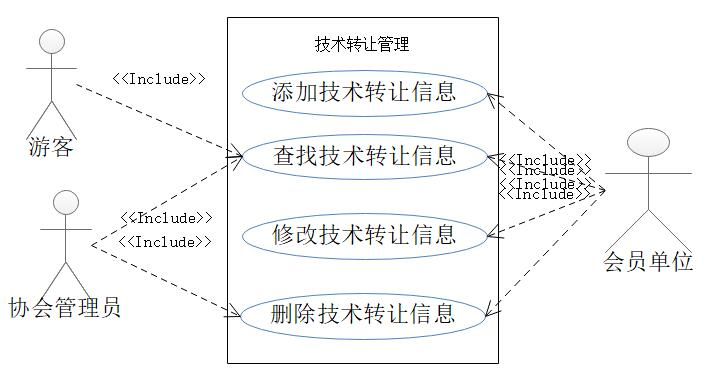 技术转让管理
<<Include>>
添加技术转让信息
游客
查找技术转让信息
<<Include>>
<<Include>>
<<Include>>
<<Include>>
<<Include>>
<<Include>>
修改技术转让信息
会员单位
协会管理员
删除技术转让信息